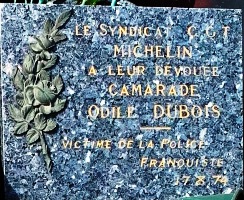 LE SYNDICAT C G T
MICHELIN
A LEUR DEVOUEE
CAMARADE
ODILE DUBOIS
VICTIME DE LA POLICE
FRANQUISTE
17.8.74